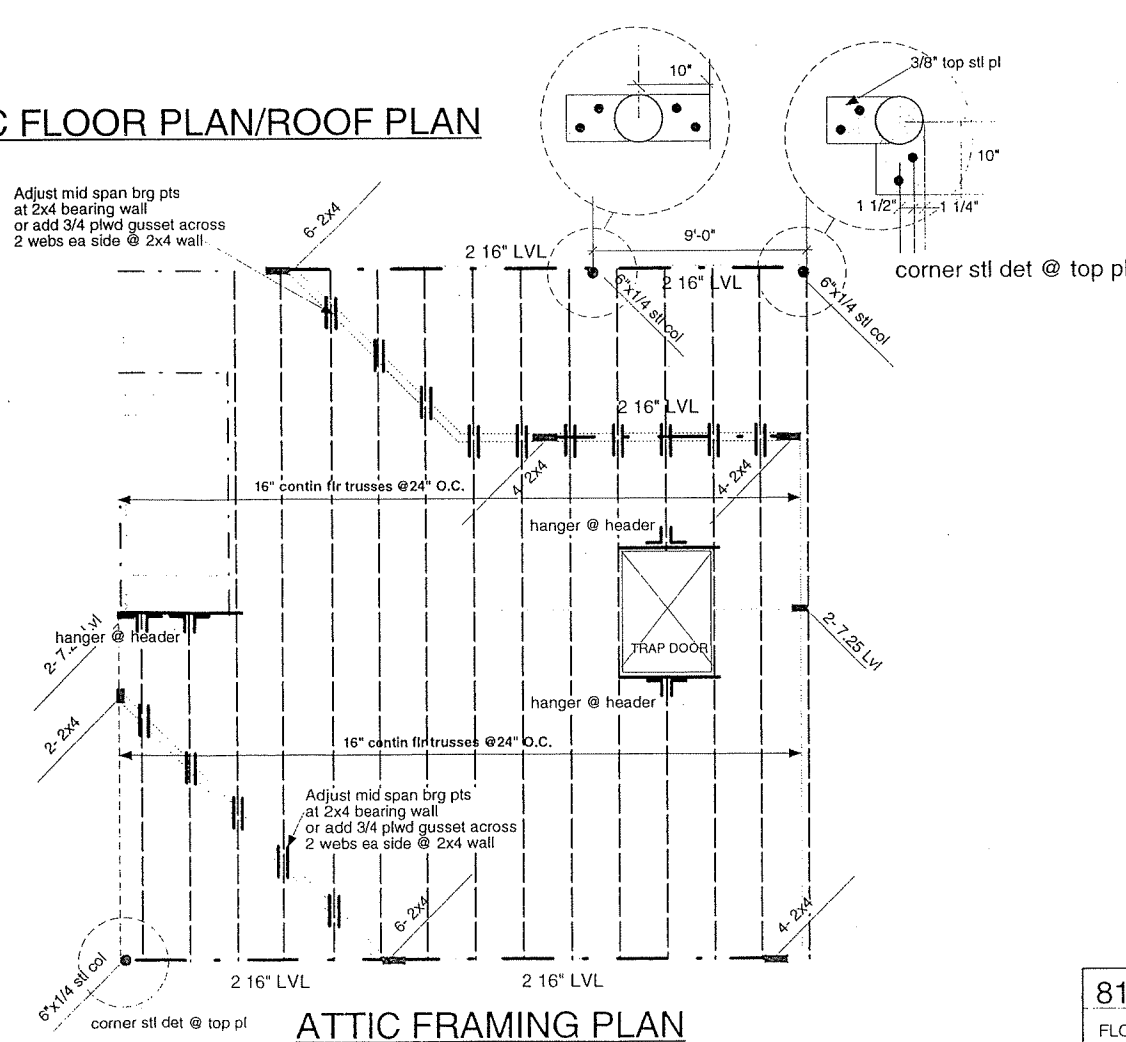 C FLOOR PLAN/ROOF PLAN
10"
3/8" top stl pl
10"
1 1/2"
1 1/4"
corner stl det @ top pl
Adjust mid span brg pts
at 2x4 bearing wall
or add 3/4 plwd gusset across
2 webs ea side @ 2x4 wall
6- 2x4
2 16" LVL
9'-0"
2 16" LVL
6"x1/4 stl col
6"x1/4 stl col
2 16" LVL
4- 2x4
4- 2x4
16" contin flr trusses @24" O.C.
hanger @ header
hanger @ header
TRAP DOOR
2- 7.25 Lvl
2- 2x4
hanger @ header
16" contin flr trusses @24" O.C.
Adjust mid span brg pts
at 2x4 bearing wall
or add 3/4 plwd gusset across
2 webs ea side @ 2x4 wall
6- 2x4
4- 2x4
6"x1/4 stl col
2 16" LVL
2 16" LVL
corner stl det @ top pl
ATTIC FRAMING PLAN
81
FLO